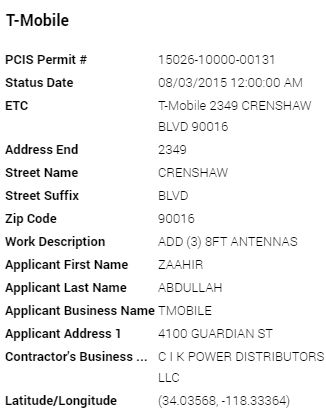 T-Mobile
PCIS Permit # 15026-10000-00131
Status Date 08/03/2015 12:00:00 AM
ETC T-Mobile 2349 CRENSHAW
BLVD 90016
Address End 2349
Street Name CRENSHAW
Street Suffix BLVD
Zip Code 90016
Work Description ADD (3) 8FT ANTENNAS
Applicant First Name ZAAHIR
Applicant Last Name ABDULLAH
Applicant Business Name TMOBILE
Applicant Address 1 4100 GUARDIAN ST
Contractor's Business ... C I K POWER DISTRIBUTORS
LLC
Latitude/Longitude (34.03568, -118.33364)